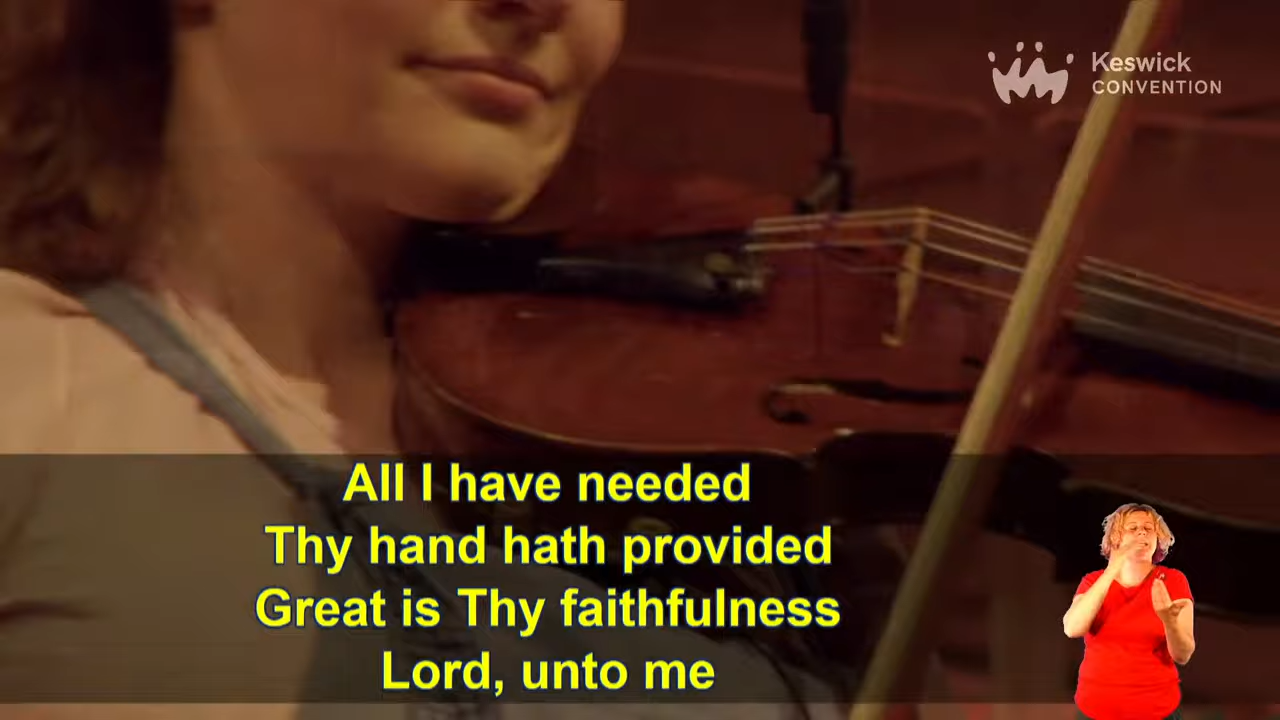 Keswick
CONVENTION
All I have needed
Thy hand hath provided
Great is Thy faithfulness
Lord, unto me